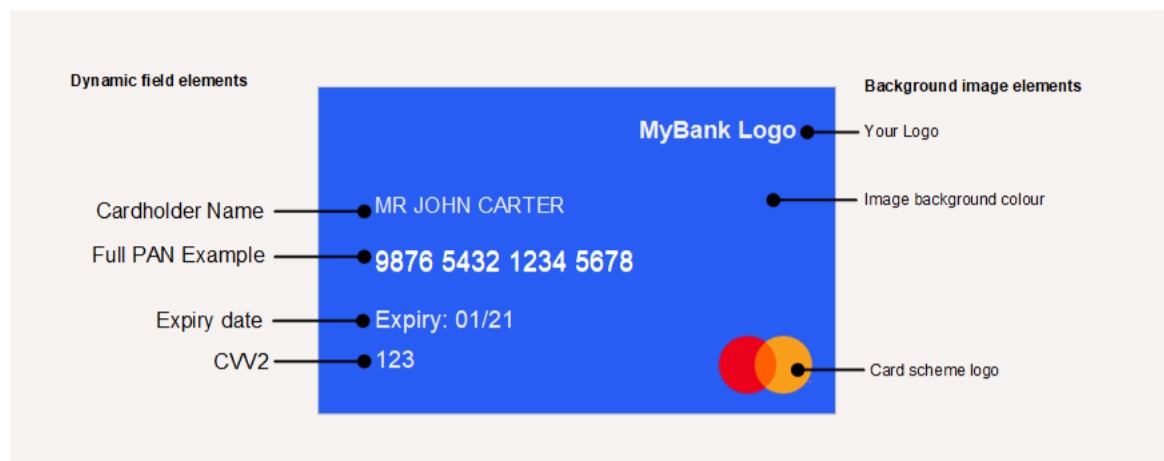 Dynamic field elements
Background image elements
MyBank Logo
Your Logo
Cardholder Name
MR JOHN CARTER
Image background colour
Full PAN Example
9876 5432 1234 5678
Expiry date
Expiry: 01/21
CVV2
123
Card scheme logo